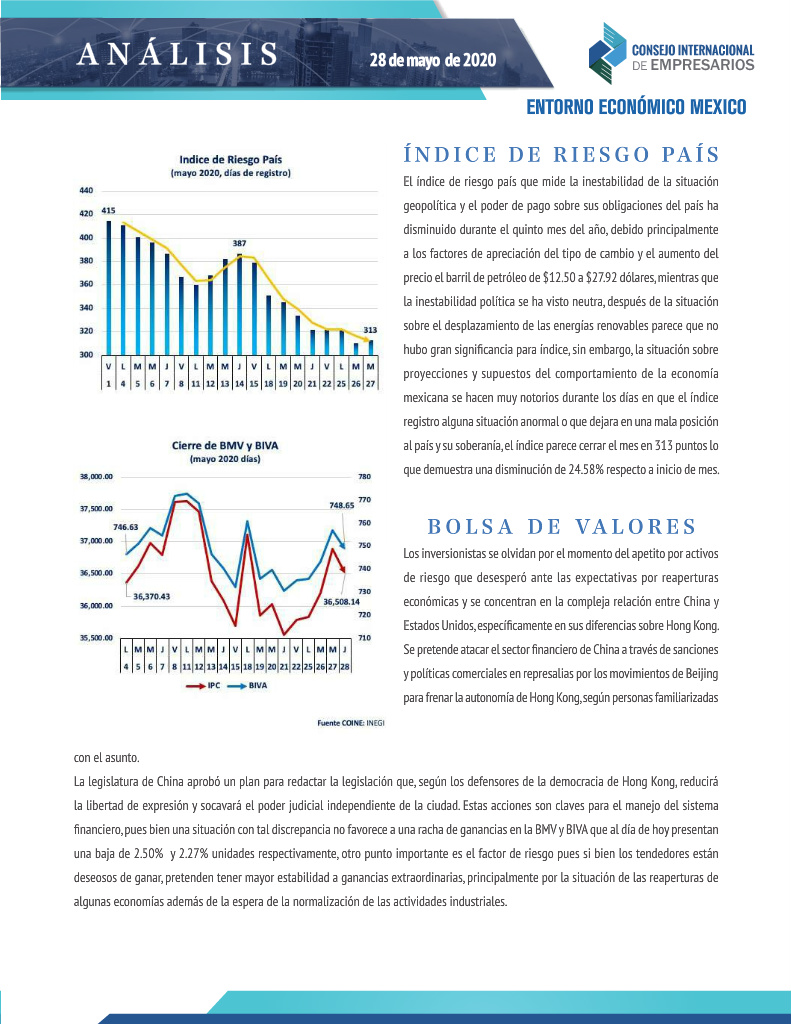 ANÁLISIS
28 de mayo de 2020
CONSEJO INTERNACIONAL
DE EMPRESARIOS
ENTORNO ECONÓMICO MEXICO
Indice de Riesgo País
(mayo 2020, días de registro)
440
420
400
380
360
340
320
300
415
387
313
V L M M J V L M M J V L M M J V L M M
1 4 5 6 7 8 11 12 13 14 15 18 19 20 21 22 25 26 27
ÍNDICE DE RIESGO PAÍS
El índice de riesgo país que mide la inestabilidad de la situación
geopolítica y el poder de pago sobre sus obligaciones del país ha
disminuido durante el quinto mes del año, debido principalmente
a los factores de apreciación del tipo de cambio y el aumento del
precio el barril de petróleo de $12.50 a $27.92 dólares, mientras que
la inestabilidad política se ha visto neutra, después de la situación
sobre el desplazamiento de las energías renovables parece que no
hubo gran significancia para índice, sin embargo, la situación sobre
proyecciones y supuestos del comportamiento de la economía
mexicana se hacen muy notorios durante los días en que el índice
registro alguna situación anormal o que dejara en una mala posición
al país y su soberanía, el índice parece cerrar el mes en 313 puntos lo
que demuestra una disminución de 24.58% respecto a inicio de mes.
Cierre de BMV y BIVA
(mayo 2020 días)
38,000.00
37,500.00
37,000.00
36,500.00
36,000.00
35,500.00
780
770
760
750
740
730
720
710
746.63
748.65
36,370.43
36,508.14
L M M J V L M M J V L M M J V L M M J
4 5 6 7 8 11 12 13 14 15 18 19 20 21 22 25 26 27 28
IPC BIVA
Fuente COINE: INEGI
BOLSA DE VALORES
Los inversionistas se olvidan por el momento del apetito por activos
de riesgo que desesperó ante las expectativas por reaperturas
económicas y se concentran en la compleja relación entre China y
Estados Unidos, específicamente en sus diferencias sobre Hong Kong.
Se pretende atacar el sector financiero de China a través de sanciones
y políticas comerciales en represalias por los movimientos de Beijing
para frenar la autonomía de Hong Kong, según personas familiarizadas
con el asunto.
La legislatura de China aprobó un plan para redactar la legislación que, según los defensores de la democracia de Hong Kong, reducirá
la libertad de expresión y socavará el poder judicial independiente de la ciudad. Estas acciones son claves para el manejo del sistema
financiero, pues bien una situación con tal discrepancia no favorece a una racha de ganancias en la BMV y BIVA que al día de hoy presentan
una baja de 2.50% y 2.27% unidades respectivamente, otro punto importante es el factor de riesgo pues si bien los tendedores están
deseosos de ganar, pretenden tener mayor estabilidad a ganancias extraordinarias, principalmente por la situación de las reaperturas de
algunas economías además de la espera de la normalización de las actividades industriales.